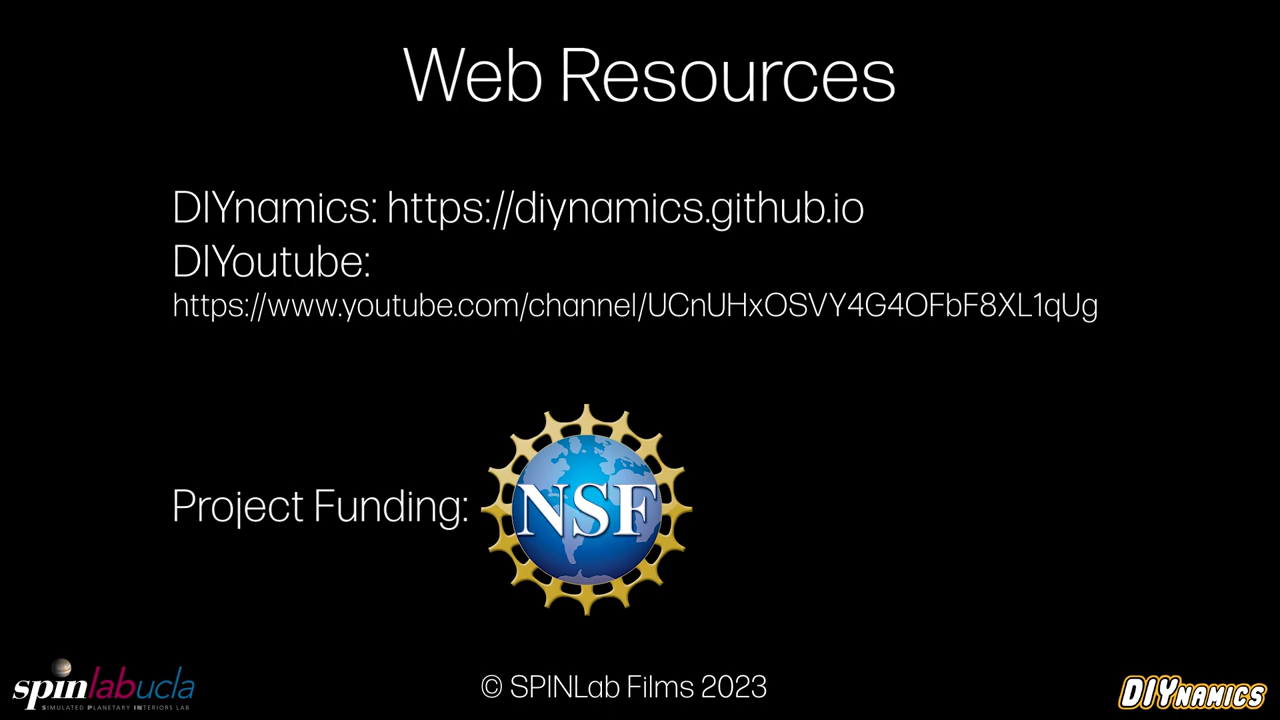 Web Resources
DIYnamics: https://diynamics.github.io
DIYoutube:
https://www.youtube.com/channel/UCnUHxOSVY4G4OFbF8XL1qUg
Project Funding:
NSF
spinlabucla
SIMULATED PLANETARY INTERIORS LAB
© SPINLab Films 2023
DIYNAMICS